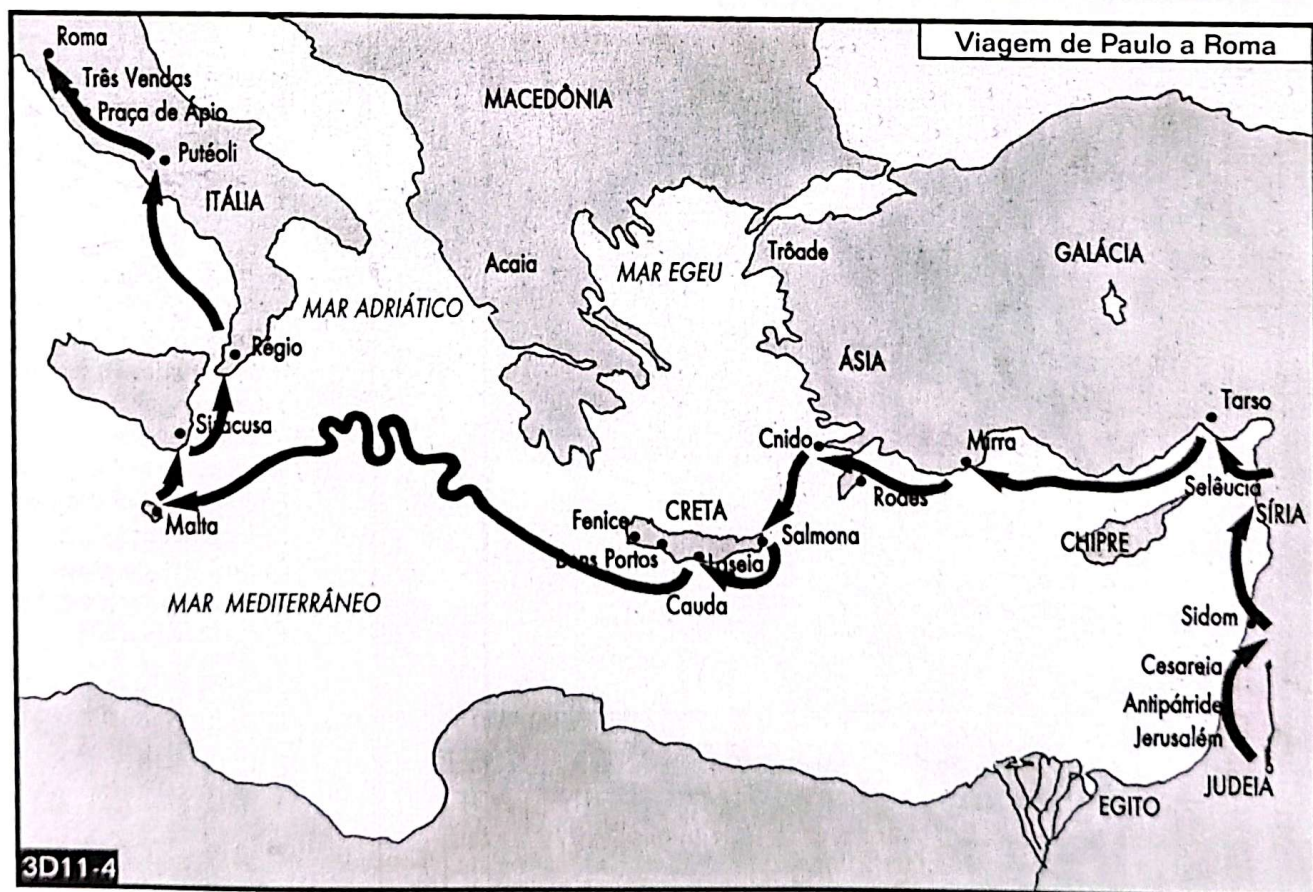 Viagem de Paulo a Roma
Roma
Três Vendas
Praça de Ápio
Putéoli
ITÁLIA
MACEDÔNIA
Acaia
MAR EGEU
Trôade
GALÁCIA
MAR ADRIÁTICO
Régio
ÁSIA
Siracusa
Tarso
Cnido
Mirra
Malta
Rodes
Selêucia
SÍRIA
Fenice
CRETA
Salmona
CHIPRE
Bons Portos
Laseia
Cauda
MAR MEDITERRÂNEO
Sidom
Cesareia
Antipátride
Jerusalém
JUDEIA
EGITO
3D11-4